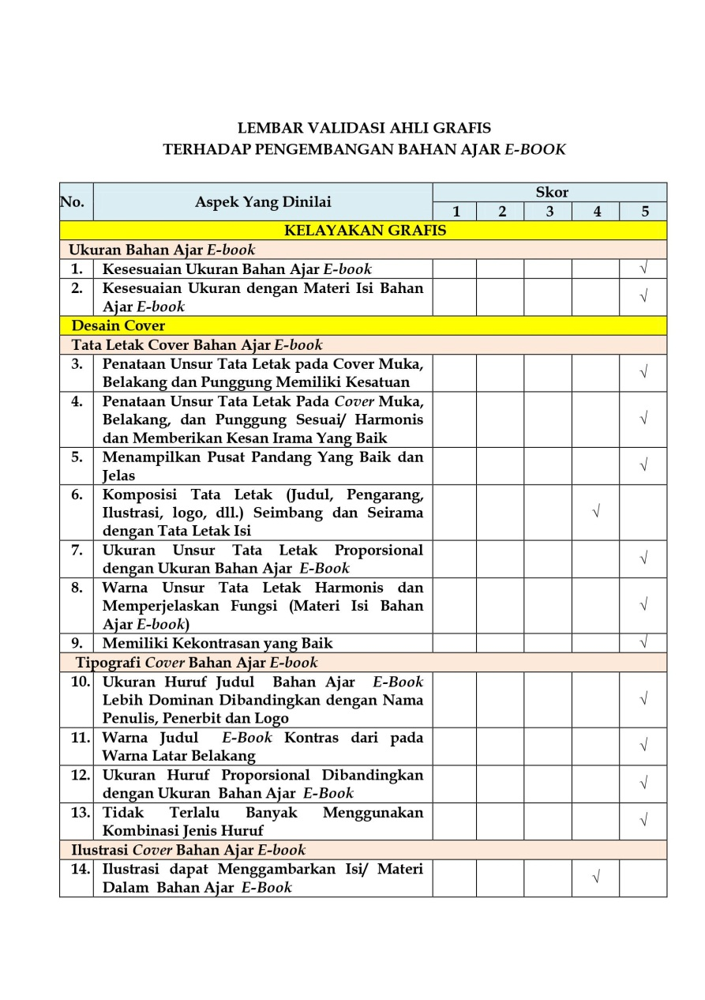 LEMBAR VALIDASI AHLI GRAFIS
TERHADAP PENGEMBANGAN BAHAN AJAR E-BOOK
No. Aspek Yang Dinilai Skor
1 2 3 4 5
KELAYAKAN GRAFIS
Ukuran Bahan Ajar E-book
1. Kesesuaian Ukuran Bahan Ajar E-book √
2. Kesesuaian Ukuran dengan Materi Isi Bahan
Ajar E-book √
Desain Cover
Tata Letak Cover Bahan Ajar E-book
3. Penataan Unsur Tata Letak pada Cover Muka,
Belakang dan Punggung Memiliki Kesatuan √
4. Penataan Unsur Tata Letak Pada Cover Muka,
Belakang, dan Punggung Sesuai/ Harmonis √
dan Memberikan Kesan Irama Yang Baik
5. Menampilkan Pusat Pandang Yang Baik dan
Jelas √
6. Komposisi Tata Letak (Judul, Pengarang,
Ilustrasi, logo, dll.) Seimbang dan Seirama √
dengan Tata Letak Isi
7. Ukuran Unsur Tata Letak Proporsional
dengan Ukuran Bahan Ajar E-Book √
8. Warna Unsur Tata Letak Harmonis dan
Memperjelaskan Fungsi (Materi Isi Bahan √
Ajar E-book)
9. Memiliki Kekontrasan yang Baik √
Tipografi Cover Bahan Ajar E-book
10. Ukuran Huruf Judul Bahan Ajar E-Book
Lebih Dominan Dibandingkan dengan Nama √
Penulis, Penerbit dan Logo
11. Warna Judul E-Book Kontras dari pada
Warna Latar Belakang √
12. Ukuran Huruf Proporsional Dibandingkan
dengan Ukuran Bahan Ajar E-Book √
13. Tidak Terlalu Banyak Menggunakan
Kombinasi Jenis Huruf √
Ilustrasi Cover Bahan Ajar E-book
14. Ilustrasi dapat Menggambarkan Isi/ Materi
Dalam Bahan Ajar E-Book √